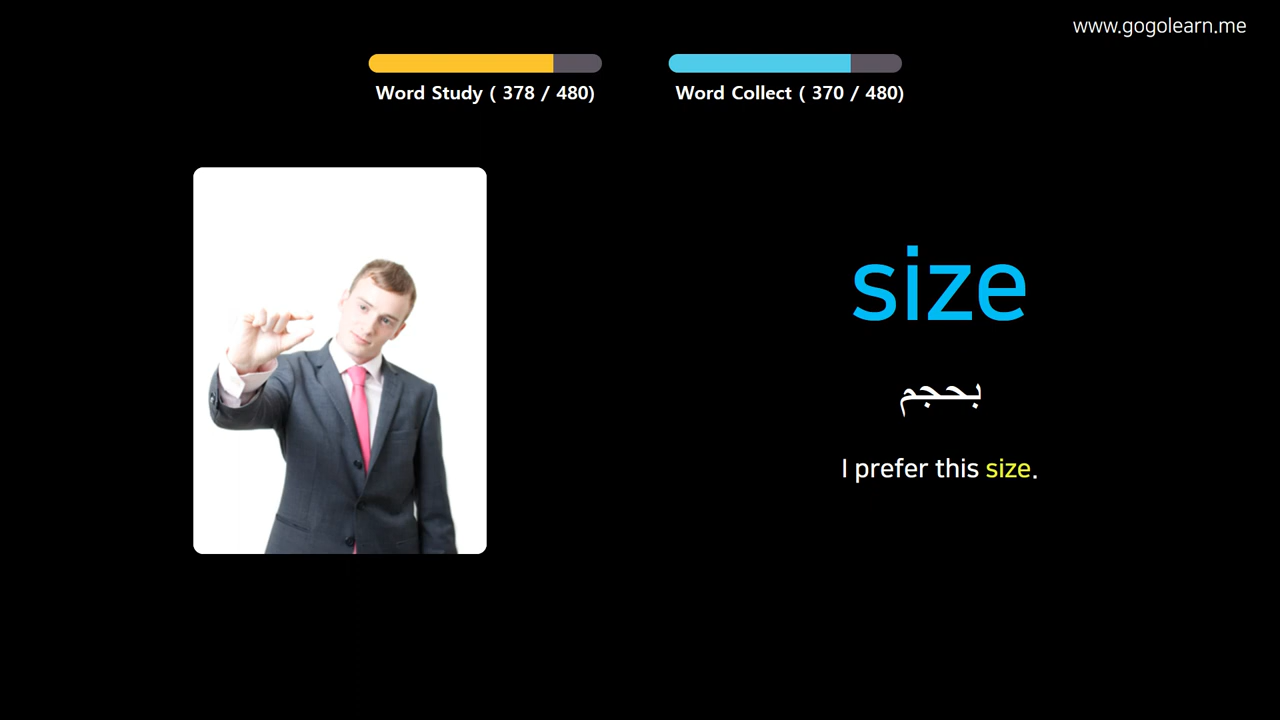 www.gogolearn.me
Word Study ( 378 / 480)
Word Collect ( 370 / 480)
size
بحجم
I prefer this size.